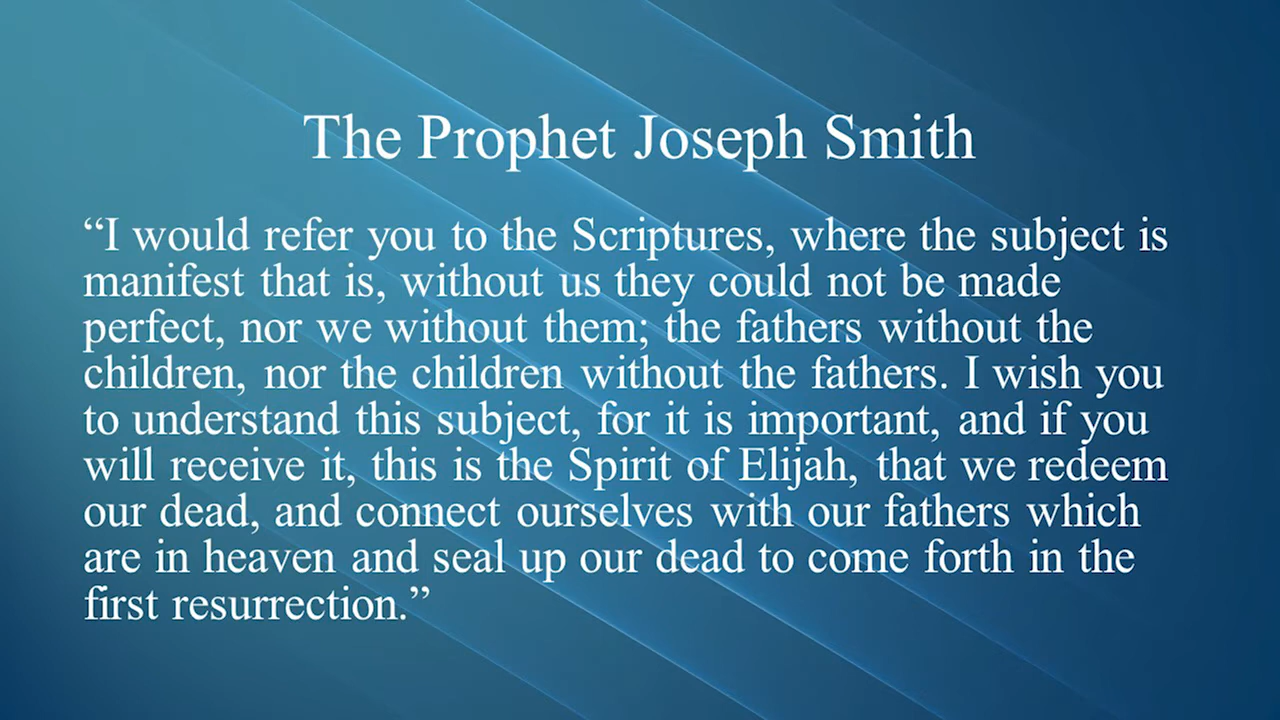 The Prophet Joseph Smith
“I would refer you to the Scriptures, where the subject is
manifest that is, without us they could not be made
perfect, nor we without them; the fathers without the
children, nor the children without the fathers. I wish you
to understand this subject, for it is important, and if you
will receive it, this is the Spirit of Elijah, that we redeem
our dead, and connect ourselves with our fathers which
are in heaven and seal up our dead to come forth in the
first resurrection.”